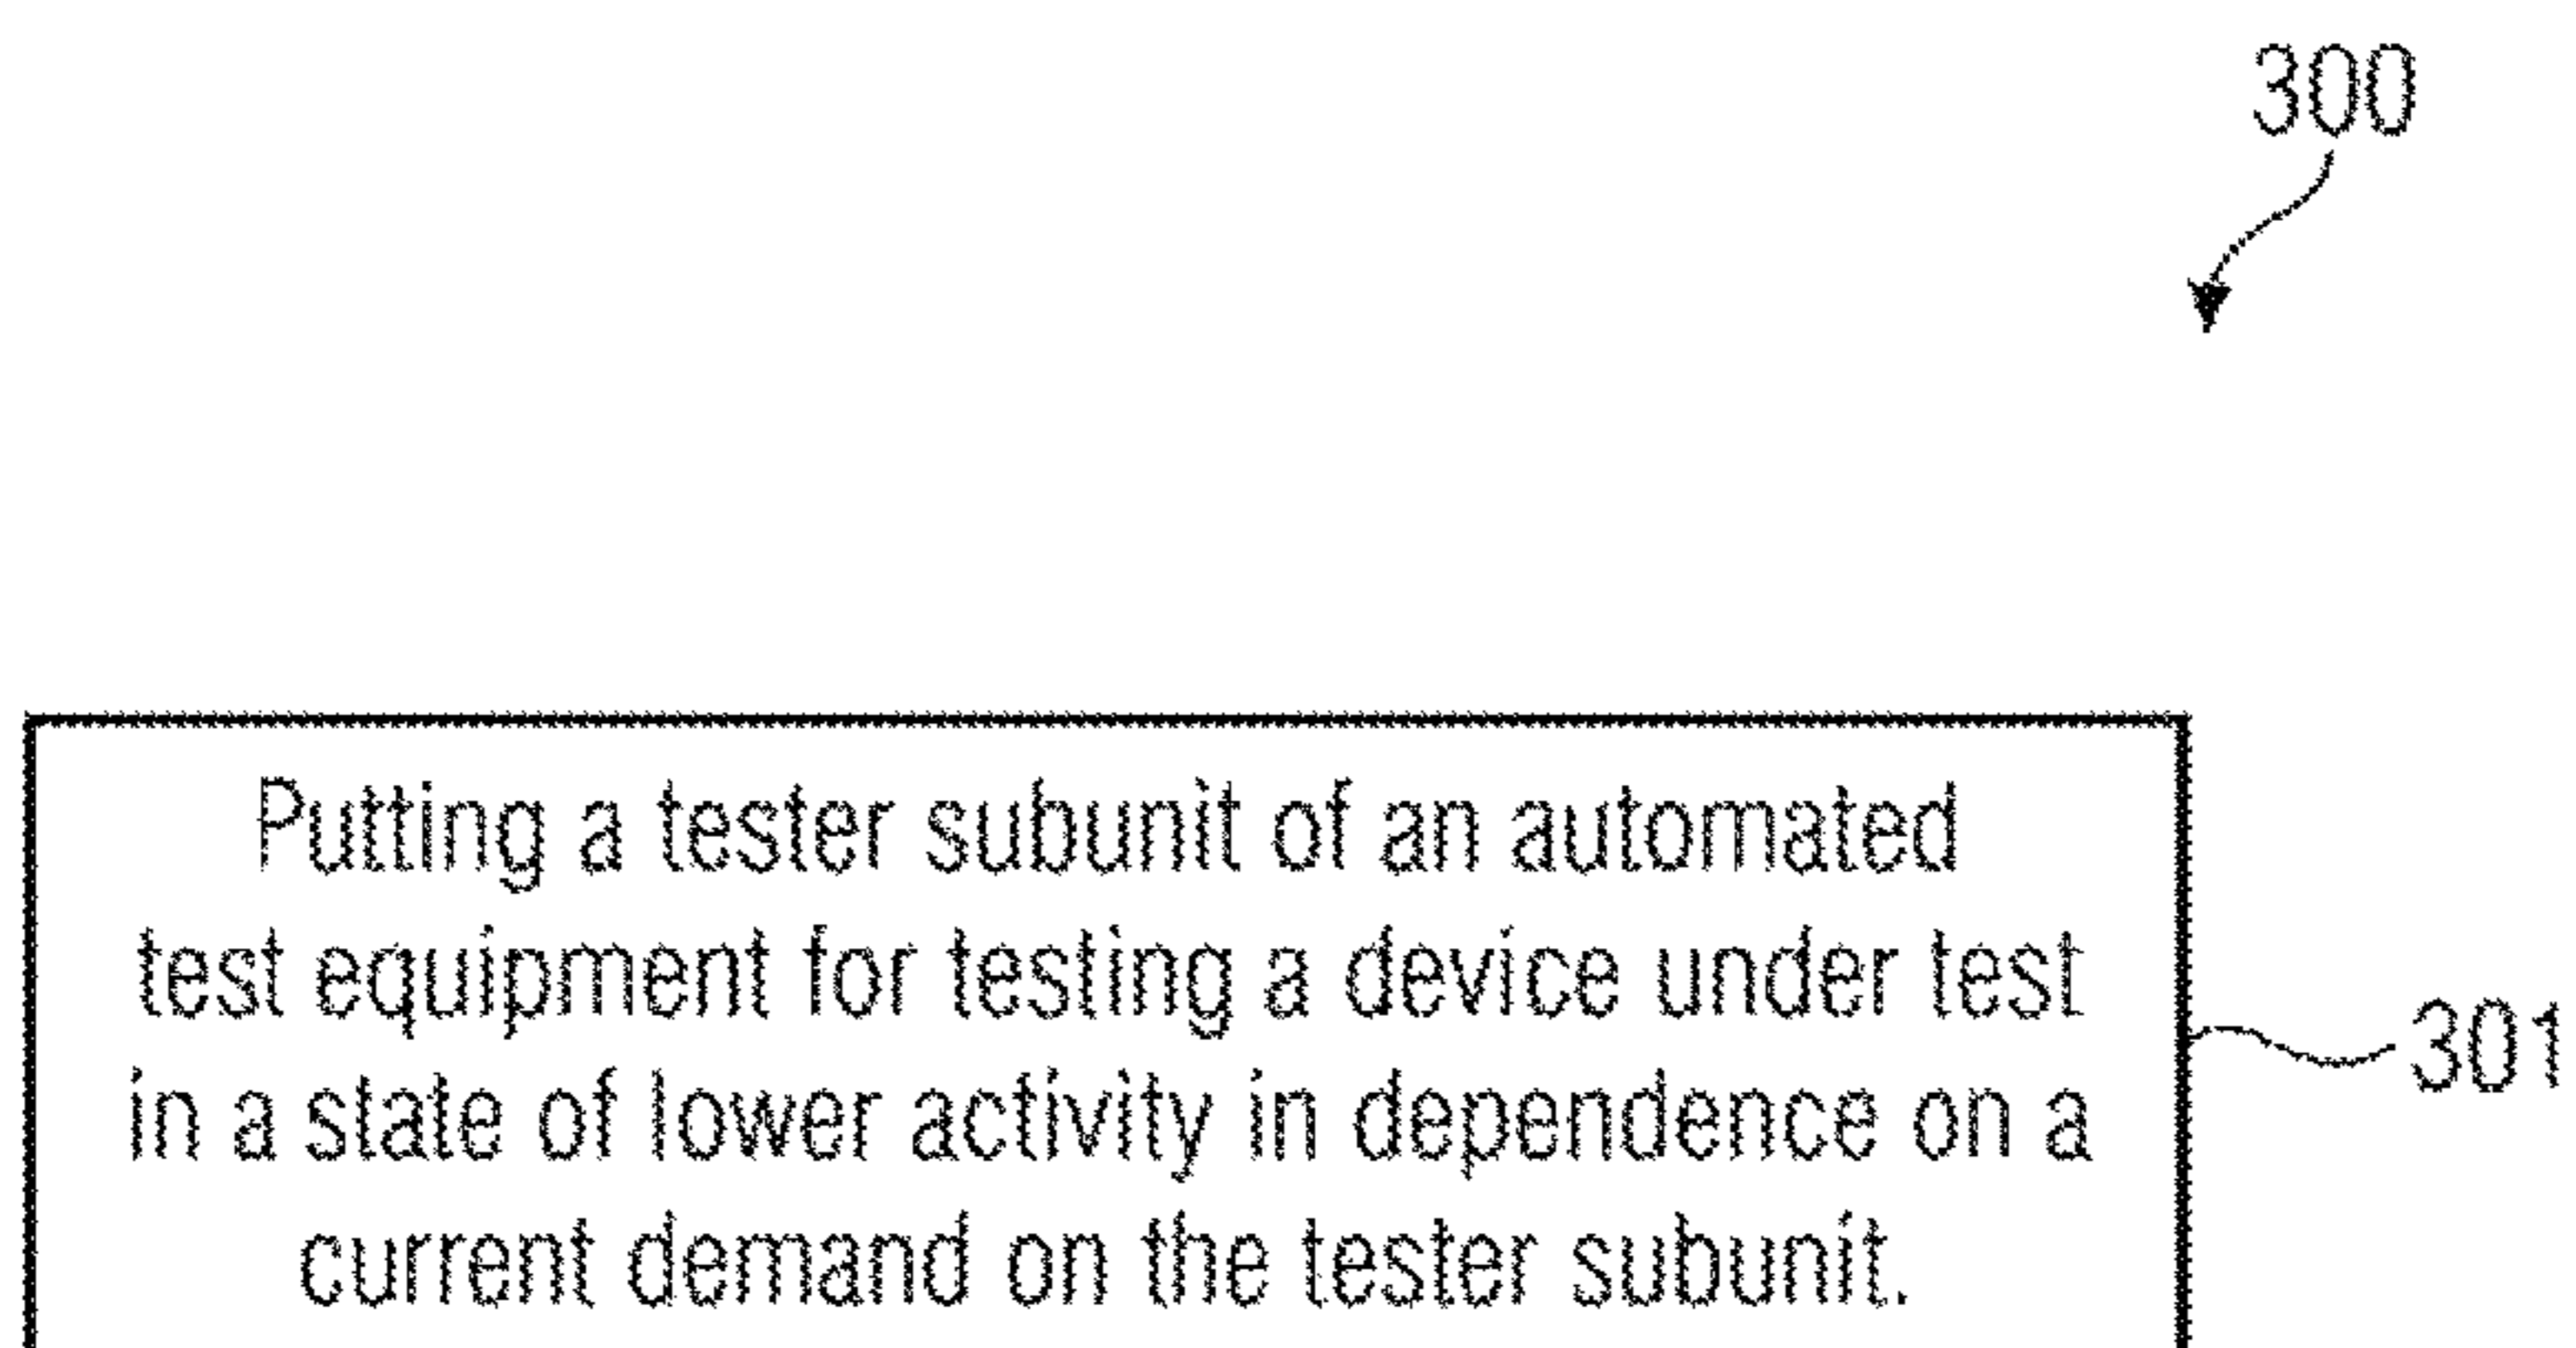 300
Putting a tester subunit of an automated
test equipment for testing a device under test
in a state of lower activity in dependence on a
current demand on the tester subunit.
301